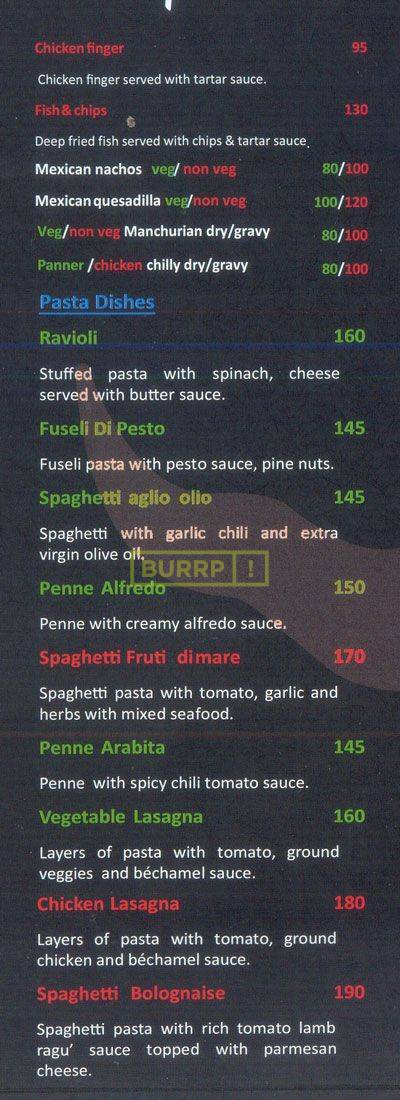 Chicken finger 95
Chicken finger served with tartar sauce.
Fish & chips 130
Deep fried fish served with chips & tartar sauce.
Mexican nachos veg/ non veg 80/100
Mexican quesadilla veg/non veg 100/120
Veg/non veg Manchurian dry/gravy 80/100
Panner /chicken chilly dry/gravy 80/100
Pasta Dishes
Ravioli 160
Stuffed pasta with spinach, cheese
served with butter sauce.
Fuseli Di Pesto 145
Fuseli pasta with pesto sauce, pine nuts.
Spaghetti aglio olio 145
Spaghetti with garlic chili and extra
virgin olive oil.
BURRP !
Penne Alfredo 150
Penne with creamy alfredo sauce.
Spaghetti Fruti di mare 170
Spaghetti pasta with tomato, garlic and
herbs with mixed seafood.
Penne Arabita 145
Penne with spicy chili tomato sauce.
Vegetable Lasagna 160
Layers of pasta with tomato, ground
veggies and béchamel sauce.
Chicken Lasagna 180
Layers of pasta with tomato, ground
chicken and béchamel sauce.
Spaghetti Bolognaise 190
Spaghetti pasta with rich tomato lamb
ragu' sauce topped with parmesan
cheese.